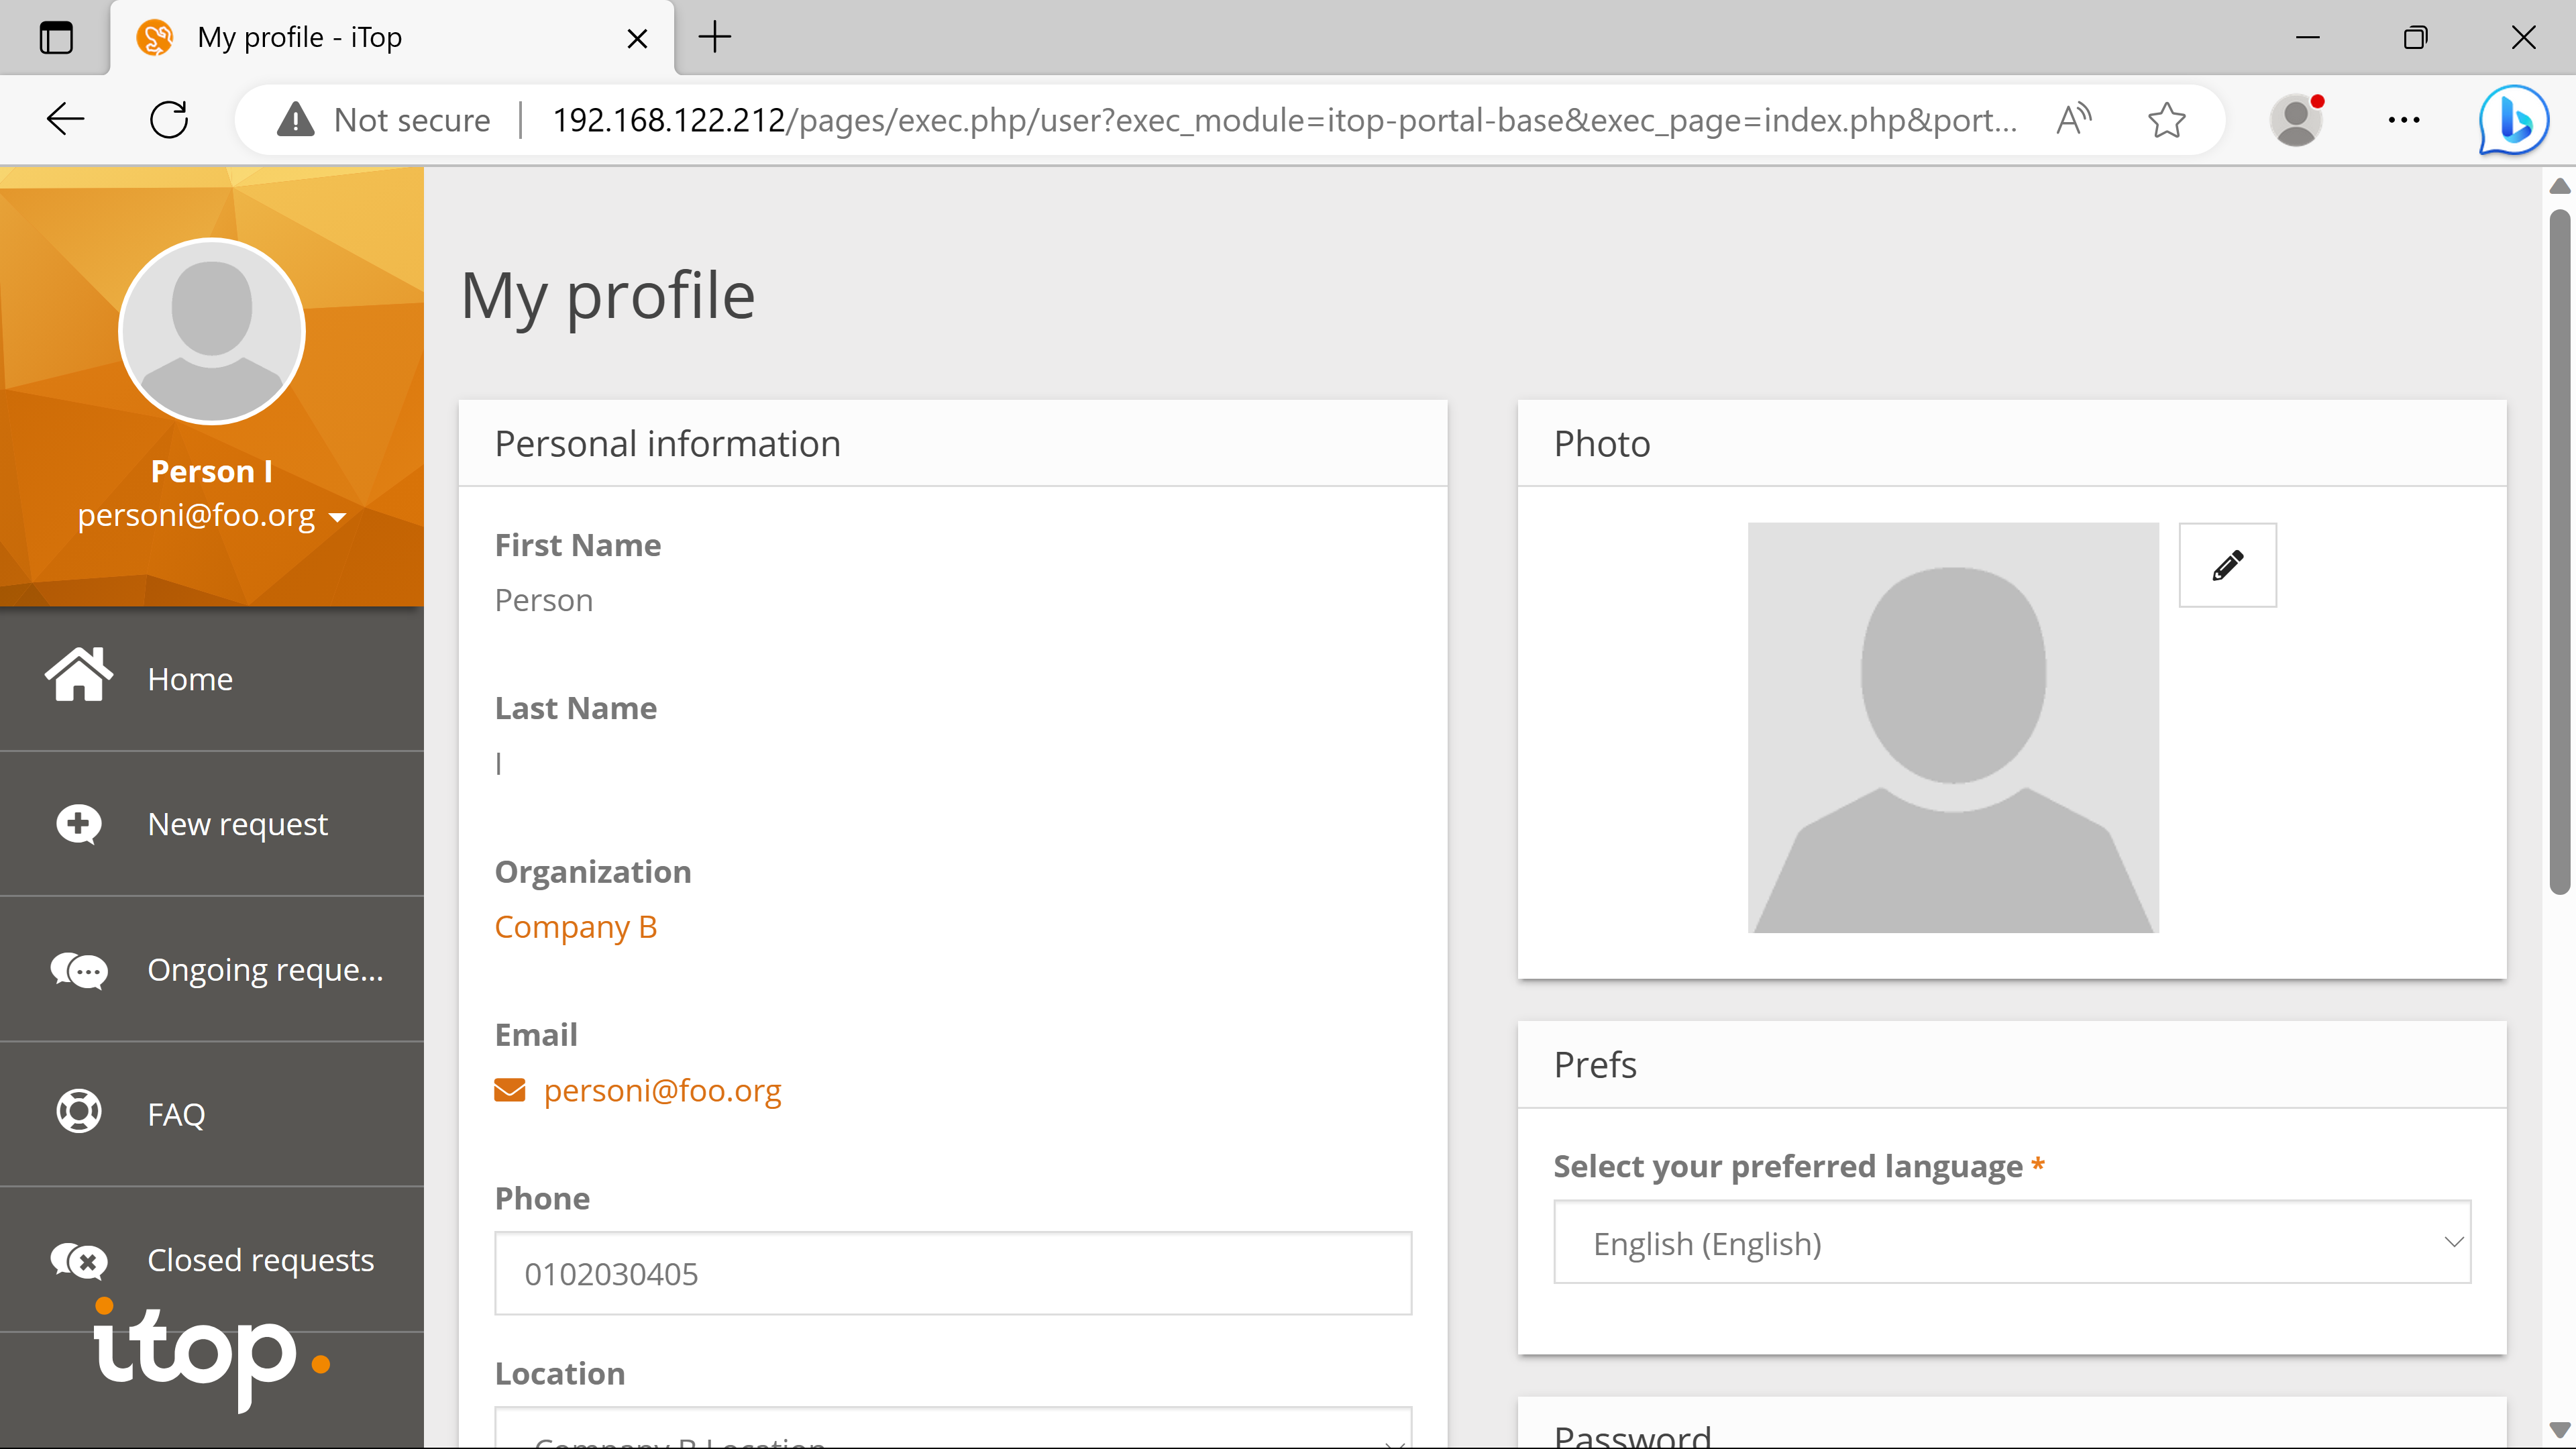 My profile - iTop
Not secure
192.168.122.212/pages/exec.php/user?exec_module=itop-portal-base&exec_page=index.php&port...
Person I
personi@foo.org
Home
New request
Ongoing reque...
FAQ
Closed requests
itop
My profile
Personal information
First Name
Person
Last Name
I
Organization
Company B
Email
personi@foo.org
Phone
0102030405
Location
Company B Location
Photo
Prefs
Select your preferred language *
English (English)
Password